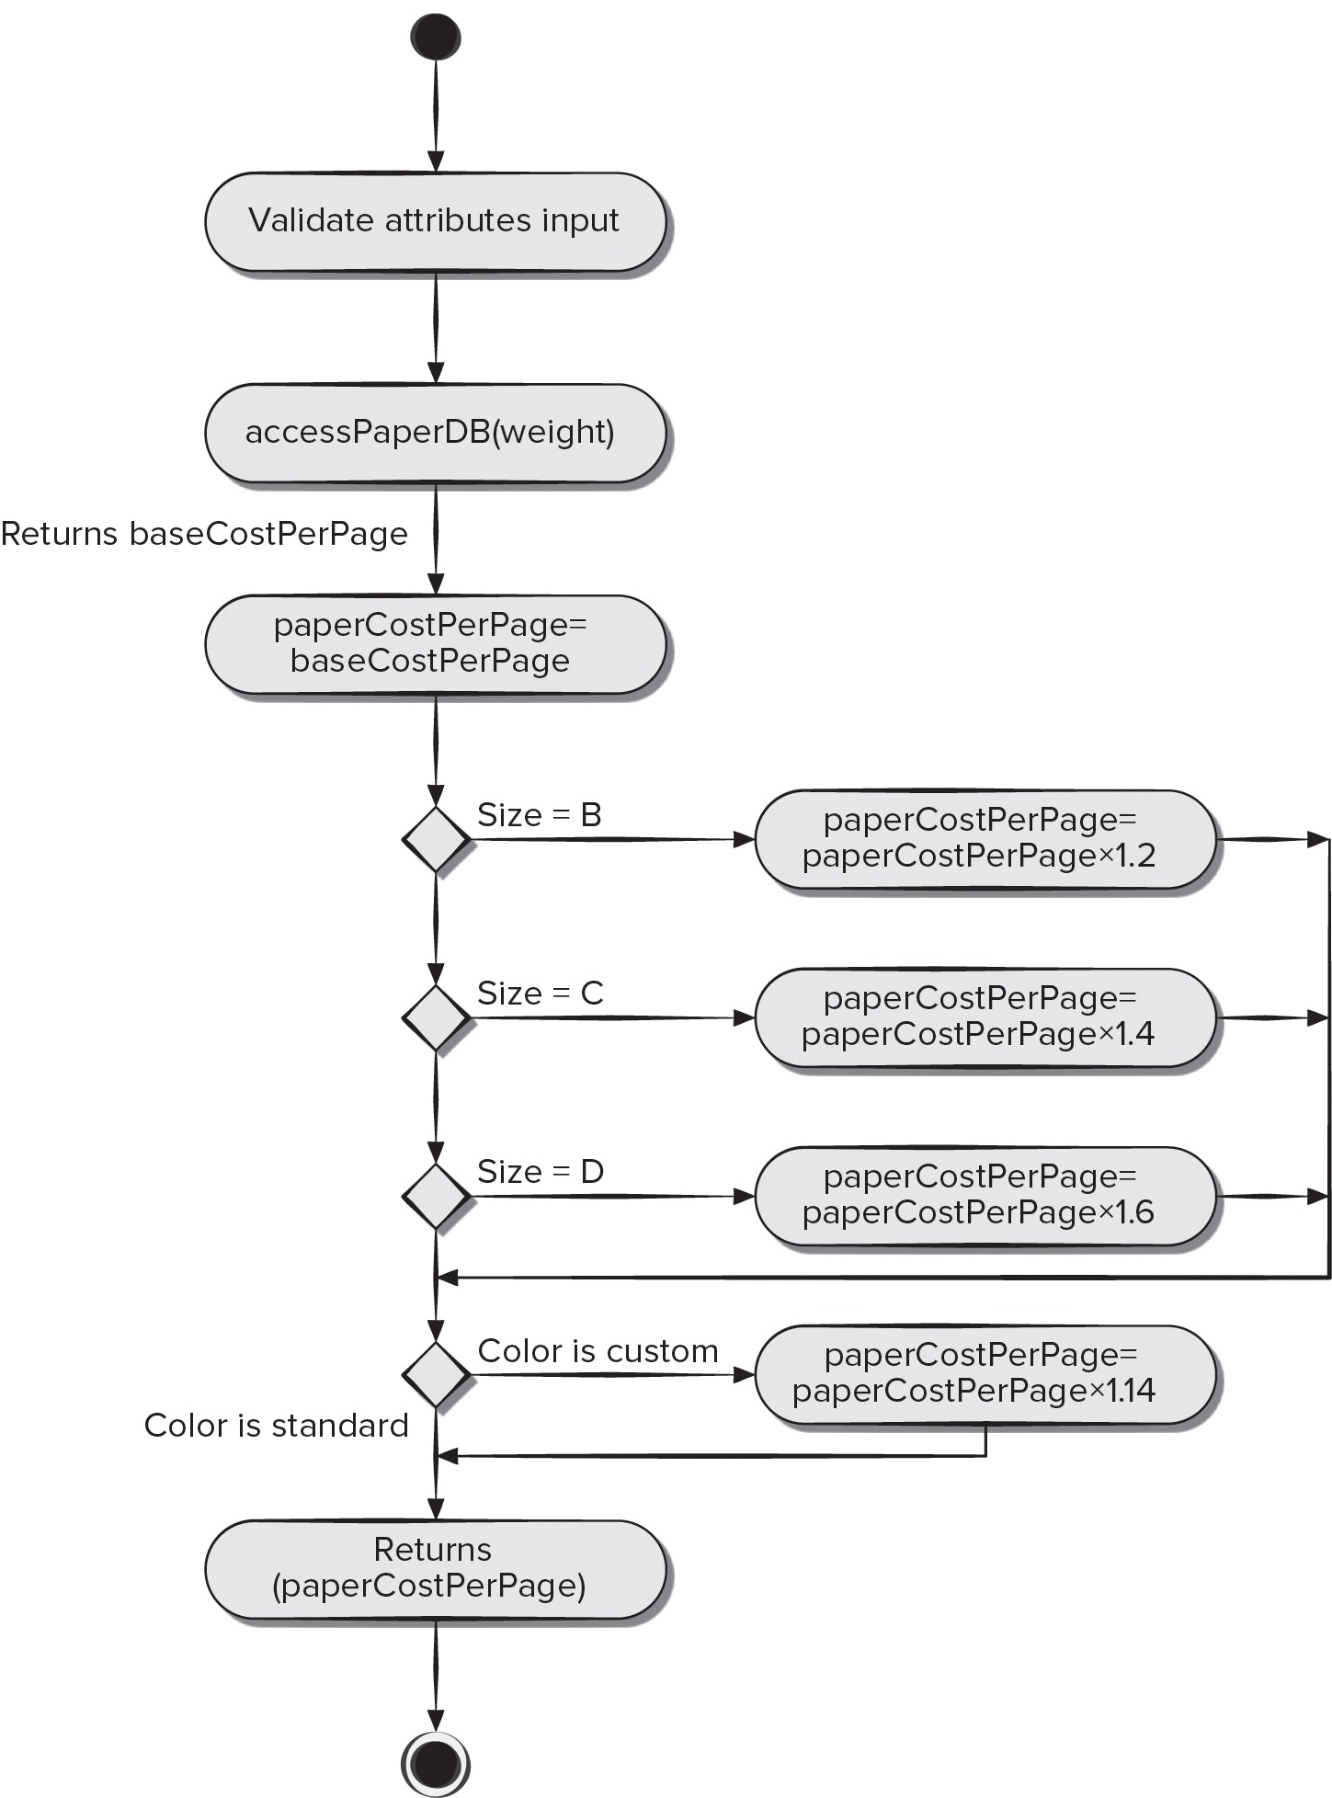 Validate attributes input
accessPaperDB(weight)
Returns baseCostPerPage
paperCostPerPage=
baseCostPerPage
Size = B
paperCostPerPage=
paperCostPerPage×1.2
Size = C
paperCostPerPage=
paperCostPerPage×1.4
Size = D
paperCostPerPage=
paperCostPerPage×1.6
Color is custom
paperCostPerPage=
paperCostPerPage×1.14
Color is standard
Returns
(paperCostPerPage)